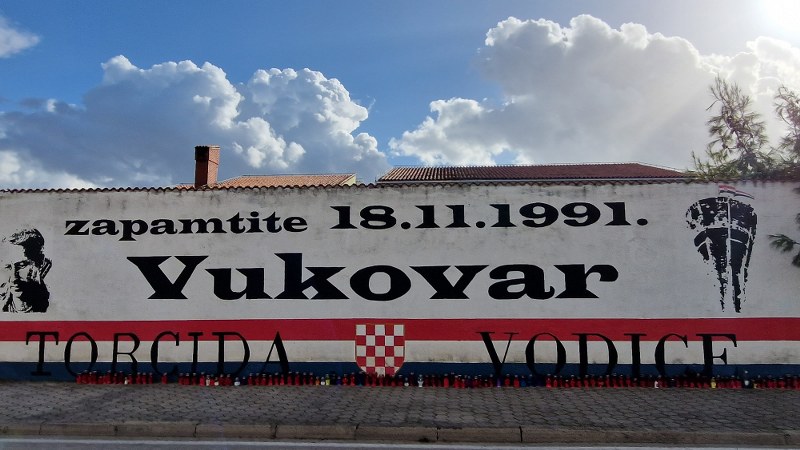 zapamtite 18.11.1991.
Vukovar
TORCIDA VODICE